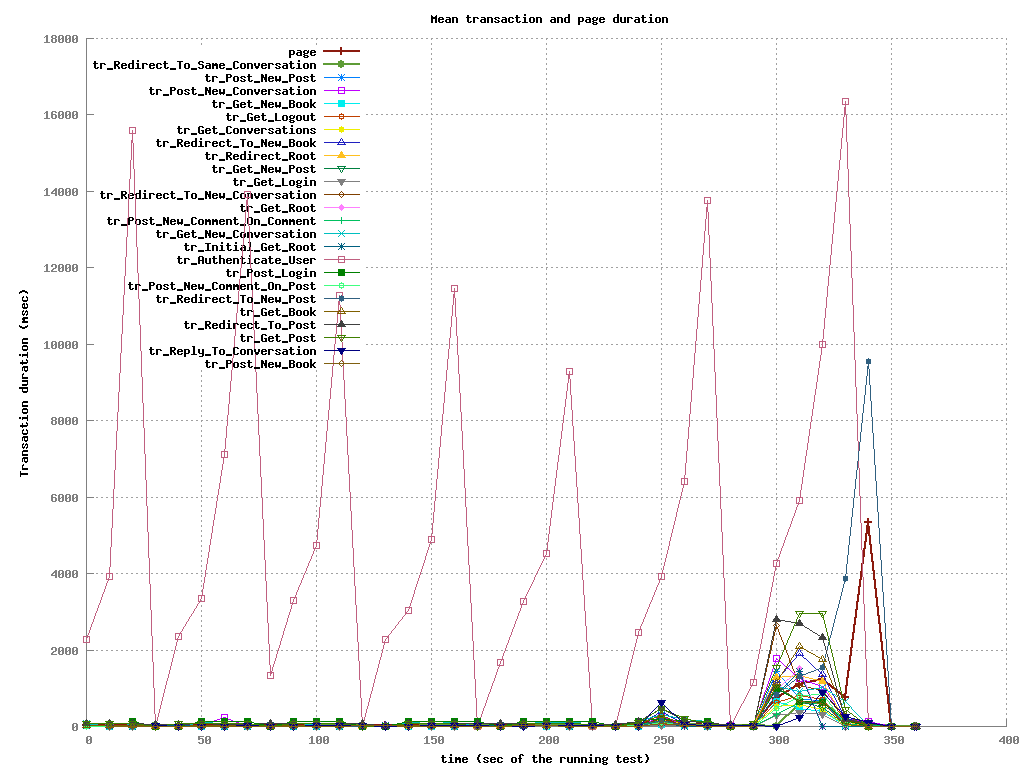 Mean transaction and page duration
18000
16000
14000
12000
10000
8000
6000
4000
2000
0
Transaction duration (msec)
page
tr_Redirect_To_Same_Conversation
tr_Post_New_Post
tr_Post_New_Conversation
tr_Get_New_Book
tr_Get_Logout
tr_Get_Conversations
tr_Redirect_To_New_Book
tr_Redirect_Root
tr_Get_New_Post
tr_Get_Login
tr_Redirect_To_New_Conversation
tr_Get_Root
tr_Post_New_Comment_On_Comment
tr_Get_New_Conversation
tr_Initial_Get_Root
tr_Authenticate_User
tr_Post_Login
tr_Post_New_Comment_On_Post
tr_Redirect_To_New_Post
tr_Get_Book
tr_Redirect_To_Post
tr_Get_Post
tr_Reply_To_Conversation
tr_Post_New_Book
0 50 100 150 200 250 300 350 400
time (sec of the running test)